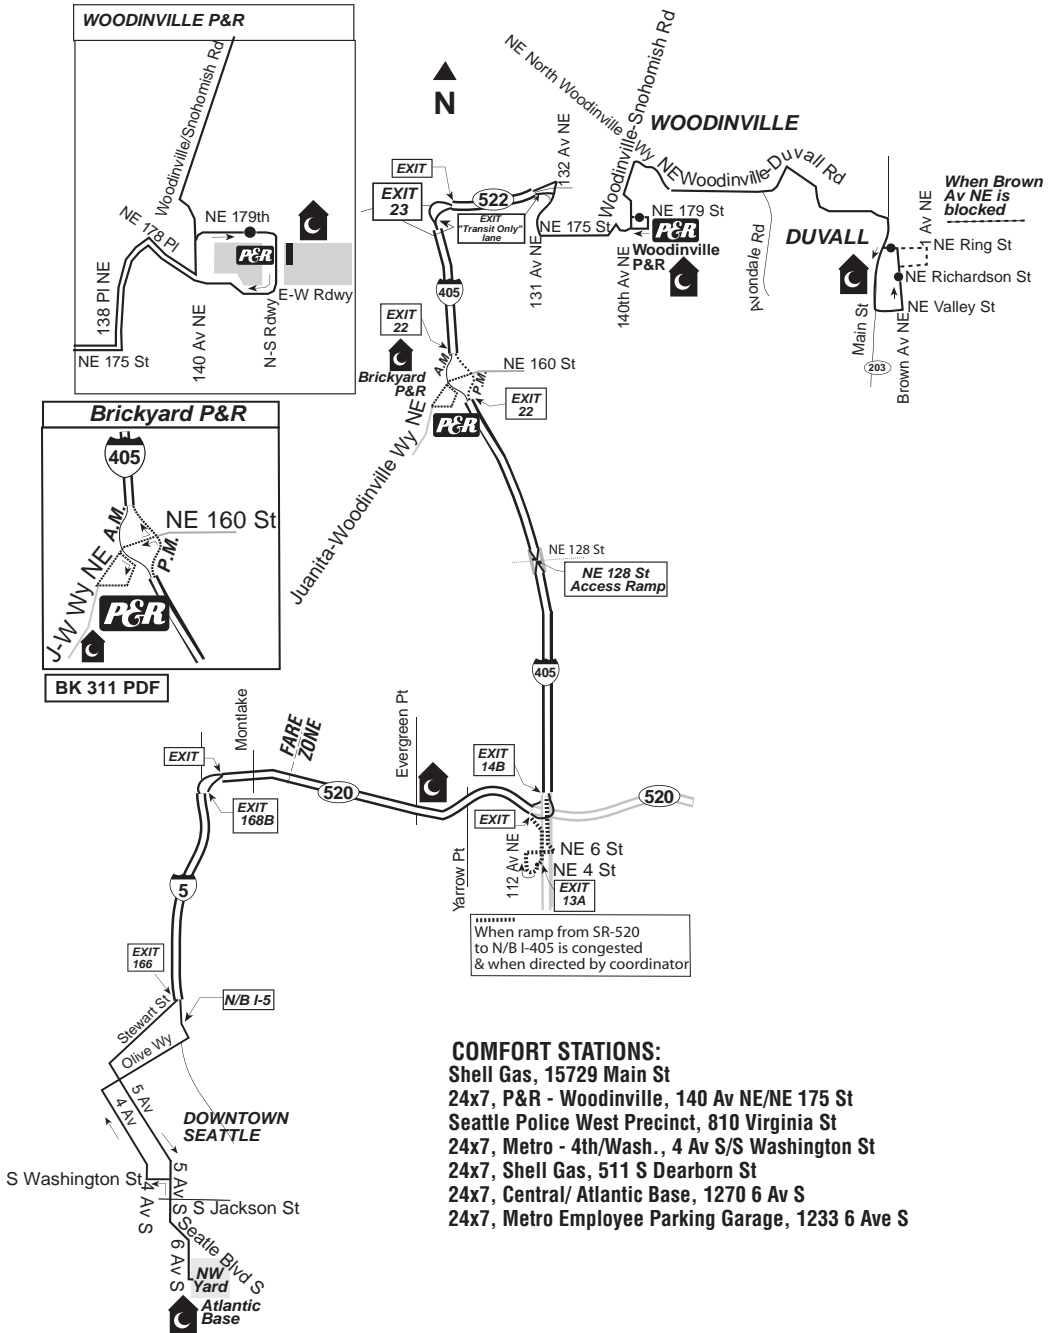 WOODINVILLE P&R
Woodinville/Snohomish Rd
NE 179th
NE 178 Pl
P&R
E-W Rdwy
138 Pl NE
140 Av NE
N-S Rdwy
NE 175 St
N
NE North Woodinville Wy NE
Woodinville-Snohomish Rd
WOODINVILLE
132 Av NE
EXIT
EXIT
23
522
EXIT
"Transit Only"
lane
NE 175 St
131 Av NE
NE 179 St
P&R
Woodinville
P&R
140th Av NE
Woodinville-Duvall Rd
Avondale Rd
DUVALL
When Brown
Av NE is
blocked
Av NE
NE Ring St
NE Richardson St
NE Valley St
Main St
203
Brown Av NE
405
EXIT
22
A.M.
NE 160 St
P.M.
EXIT
22
Brickyard
P&R
P&R
Juanita-Woodinville Wy NE
Brickyard P&R
405
A.M.
NE 160 St
P.M.
J-W Wy NE
P&R
BK 311 PDF
NE 128 St
NE 128 St
Access Ramp
405
Montlake
FARE
ZONE
Evergreen Pt
EXIT
14B
EXIT
520
520
EXIT
168B
EXIT
Yarrow Pt
112 Av NE
NE 6 St
NE 4 St
EXIT
13A
5
When ramp from SR-520
to N/B I-405 is congested
& when directed by coordinator
EXIT
166
N/B I-5
Stewart St
Olive Wy
5 Av
4 Av
DOWNTOWN
SEATTLE
S Washington St
4 Av S
5 Av S
S Jackson St
Seatle Blvd S
6 Av S
NW
Yard
Atlantic
Base
COMFORT STATIONS:
Shell Gas, 15729 Main St
24x7, P&R - Woodinville, 140 Av NE/NE 175 St
Seattle Police West Precinct, 810 Virginia St
24x7, Metro - 4th/Wash., 4 Av S/S Washington St
24x7, Shell Gas, 511 S Dearborn St
24x7, Central/ Atlantic Base, 1270 6 Av S
24x7, Metro Employee Parking Garage, 1233 6 Ave S